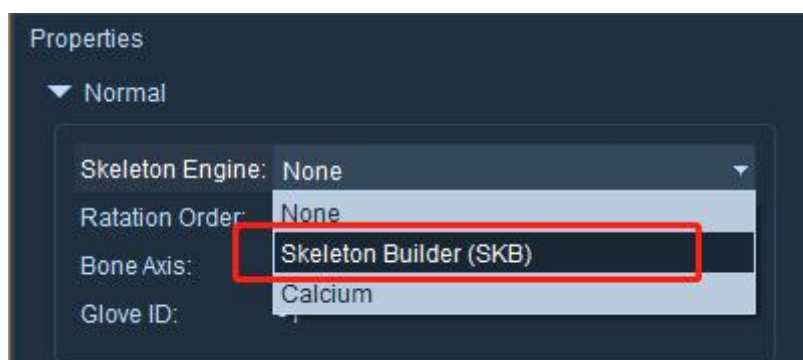 Properties
Normal
Skeleton Engine: None
Ratation Order: None
Skeleton Builder (SKB)
Bone Axis:
Calcium
Glove ID: